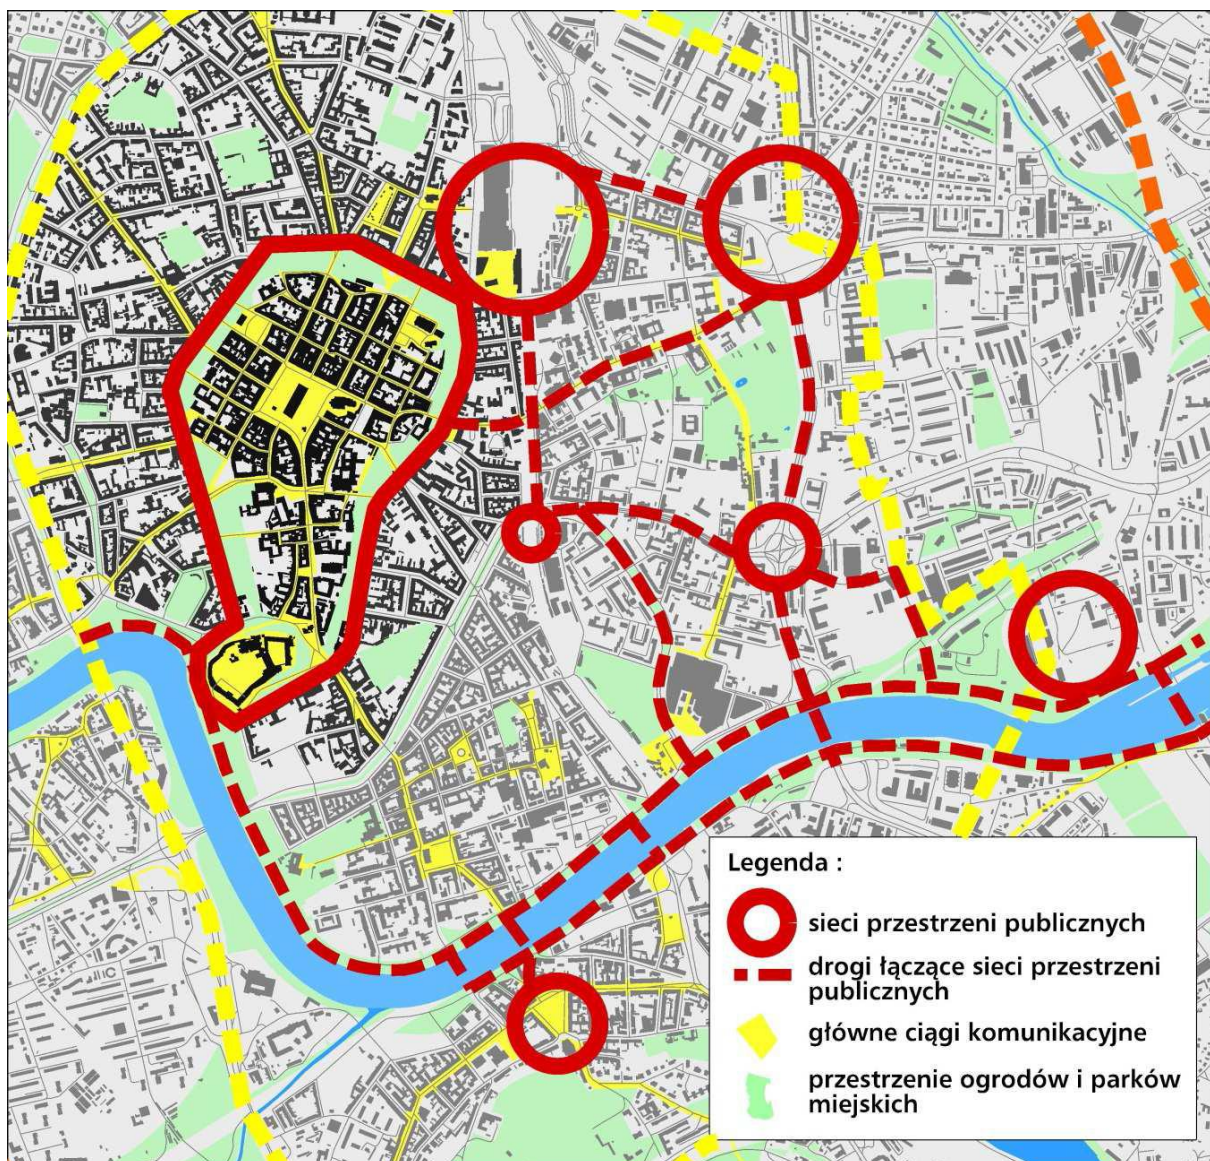 Legenda :
sieci przestrzeni publicznych
drogi łączące sieci przestrzeni
publicznych
główne ciągi komunikacyjne
przestrzenie ogrodów i parków
miejskich